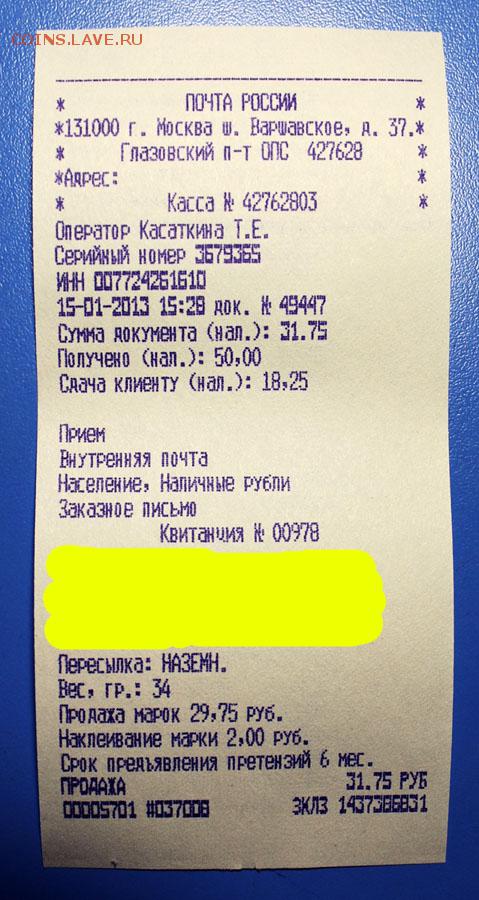 COINS.LAVE.RU
* ПОЧТА РОССИИ *
*131000 г. Москва ш. Варшавское, д. 37.*
* Глазовский п-т ОПС 427628 *
*Адрес: *
* Касса № 42762803 *
Оператор Касаткина Т.Е.
Серийный номер 3679365
ИНН 007724261610
15-01-2013 15:28 док. № 49447
Сумма документа (нал.): 31.75
Получено (нал.): 50,00
Сдача клиенту (нал.): 18,25
Прием
Внутренняя почта
Население, Наличные рубли
Заказное письмо
Квитанция № 00978
Пересылка: НАЗЕМН.
Вес, гр.: 34
Продажа марок 29,75 руб.
Наклеивание марки 2,00 руб.
Срок предъявления претензий 6 мес.
ПРОДАЖА 31.75 РУБ
00005701 #037008 ЭКЛЗ 1437386831